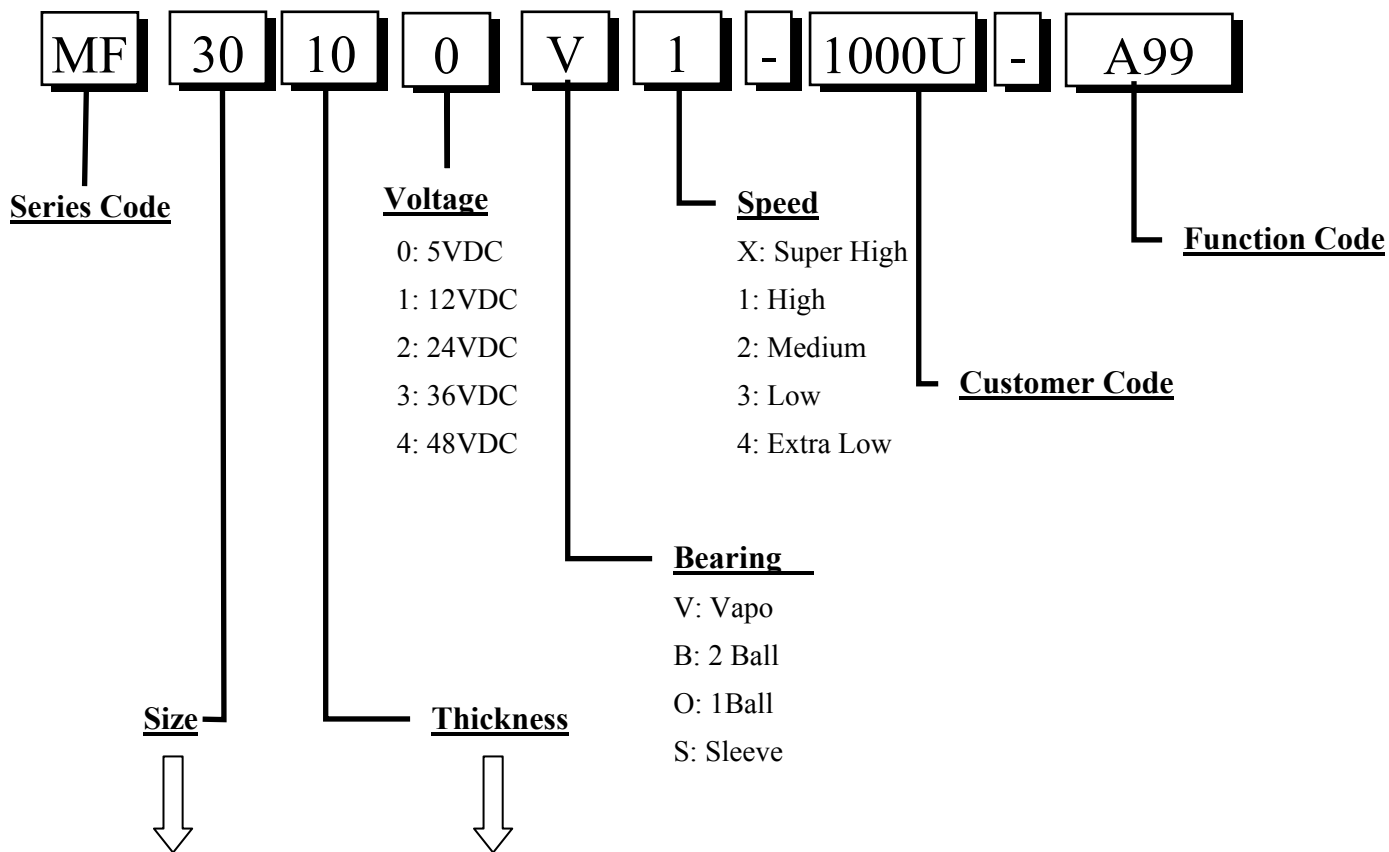 MF 30 10 0 V 1 - 1000U - A99
Series Code
Voltage
0: 5VDC
1: 12VDC
2: 24VDC
3: 36VDC
4: 48VDC
Speed
X: Super High
1: High
2: Medium
3: Low
4: Extra Low
Function Code
Customer Code
Bearing
V: Vapo
B: 2 Ball
O: 1Ball
S: Sleeve
Size
Thickness